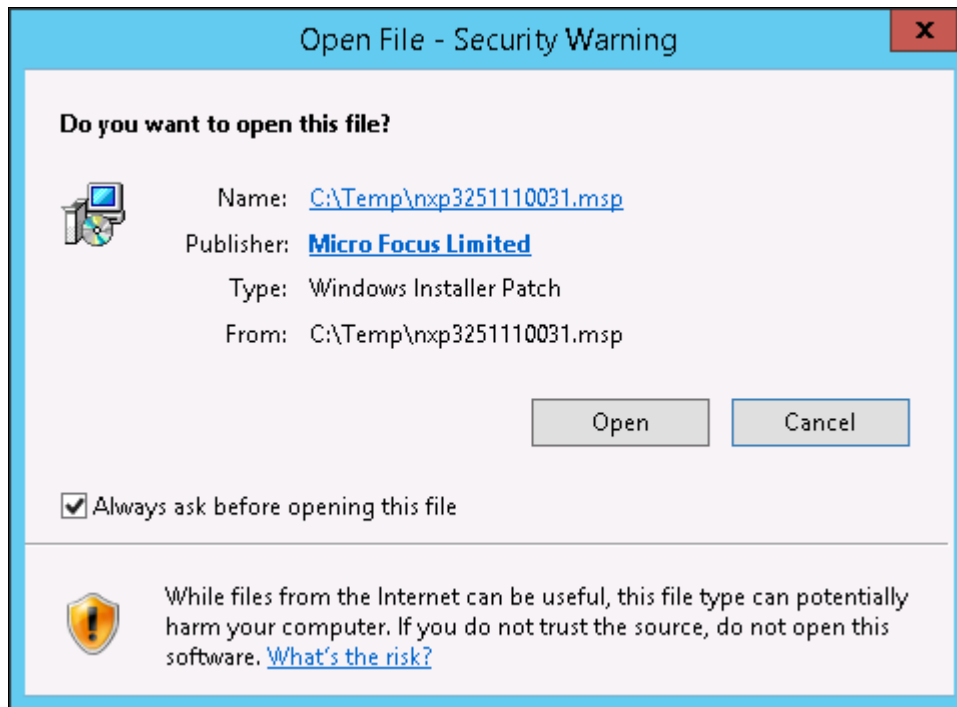 Open File - Security Warning
x
Do you want to open this file?
Name: C:\Temp\nxp3251110031.msp
Publisher: Micro Focus Limited
Type: Windows Installer Patch
From: C:\Temp\nxp3251110031.msp
Open Cancel
Always ask before opening this file
While files from the Internet can be useful, this file type can potentially
harm your computer. If you do not trust the source, do not open this
software. What's the risk?